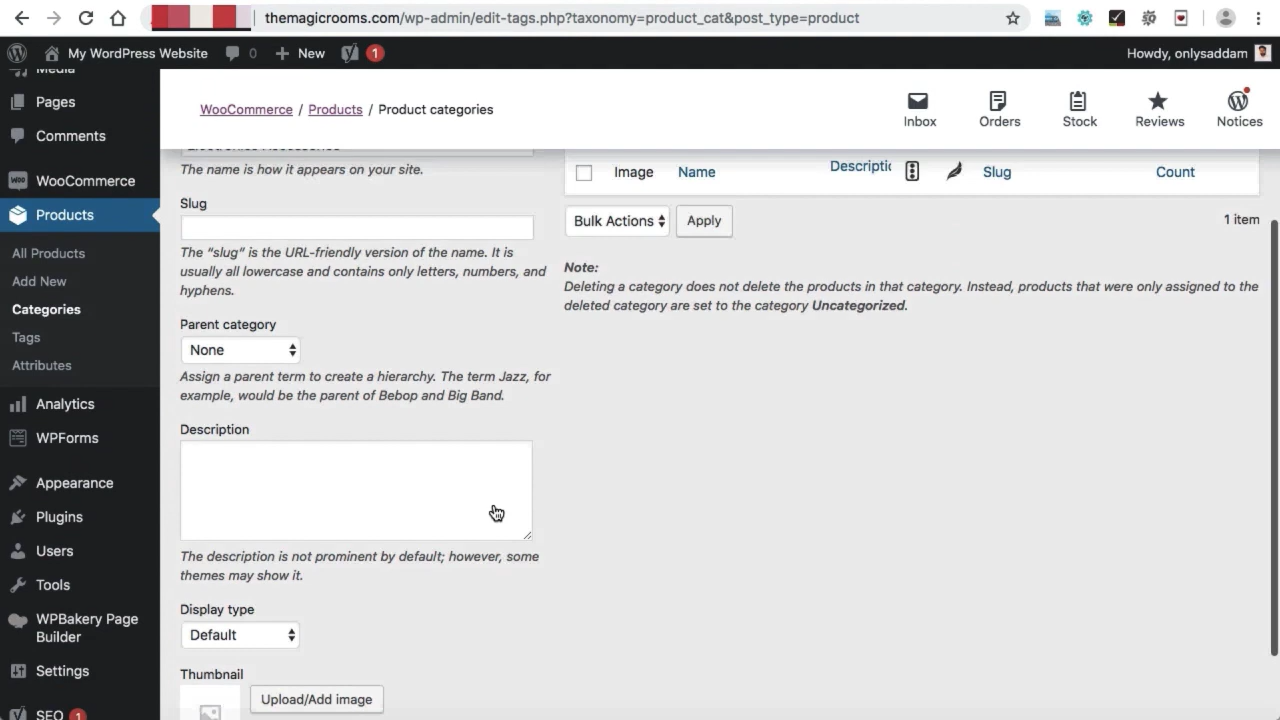 themagicrooms.com/wp-admin/edit-tags.php?taxonomy=product_cat&post_type=product
My WordPress Website
0
New
1
Howdy, onlysaddam
Media
Pages
Comments
WooCommerce
Products
All Products
Add New
Categories
Tags
Attributes
Analytics
WPForms
Appearance
Plugins
Users
Tools
WPBakery Page
Builder
Settings
SEO 1
WooCommerce / Products / Product categories
Inbox
Orders
Stock
Reviews
Notices
Electronics Accessories
The name is how it appears on your site.
Slug
The “slug” is the URL-friendly version of the name. It is
usually all lowercase and contains only letters, numbers, and
hyphens.
Parent category
None
Assign a parent term to create a hierarchy. The term Jazz, for
example, would be the parent of Bebop and Big Band.
Description
The description is not prominent by default; however, some
themes may show it.
Display type
Default
Thumbnail
Upload/Add image
Image Name Descriptic Slug Count
Bulk Actions Apply 1 item
Note:
Deleting a category does not delete the products in that category. Instead, products that were only assigned to the
deleted category are set to the category Uncategorized.